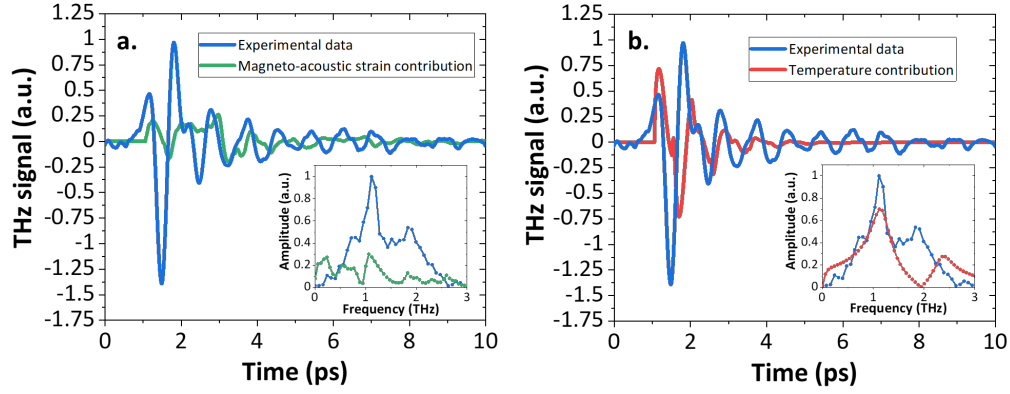 a.
Experimental data
Magneto-acoustic strain contribution
THz signal (a.u.)
1.25
1
0.75
0.5
0.25
0
-0.25
-0.5
-0.75
-1
-1.25
-1.5
-1.75
0 2 4 6 8 10
Time (ps)
Amplitude (a.u.)
1
0.8
0.6
0.4
0.2
0
0 1 2 3
Frequency (THz)
b.
Experimental data
Temperature contribution
THz signal (a.u.)
1.25
1
0.75
0.5
0.25
0
-0.25
-0.5
-0.75
-1
-1.25
-1.5
-1.75
0 2 4 6 8 10
Time (ps)
Amplitude (a.u.)
1
0.8
0.6
0.4
0.2
0
0 1 2 3
Frequency (THz)